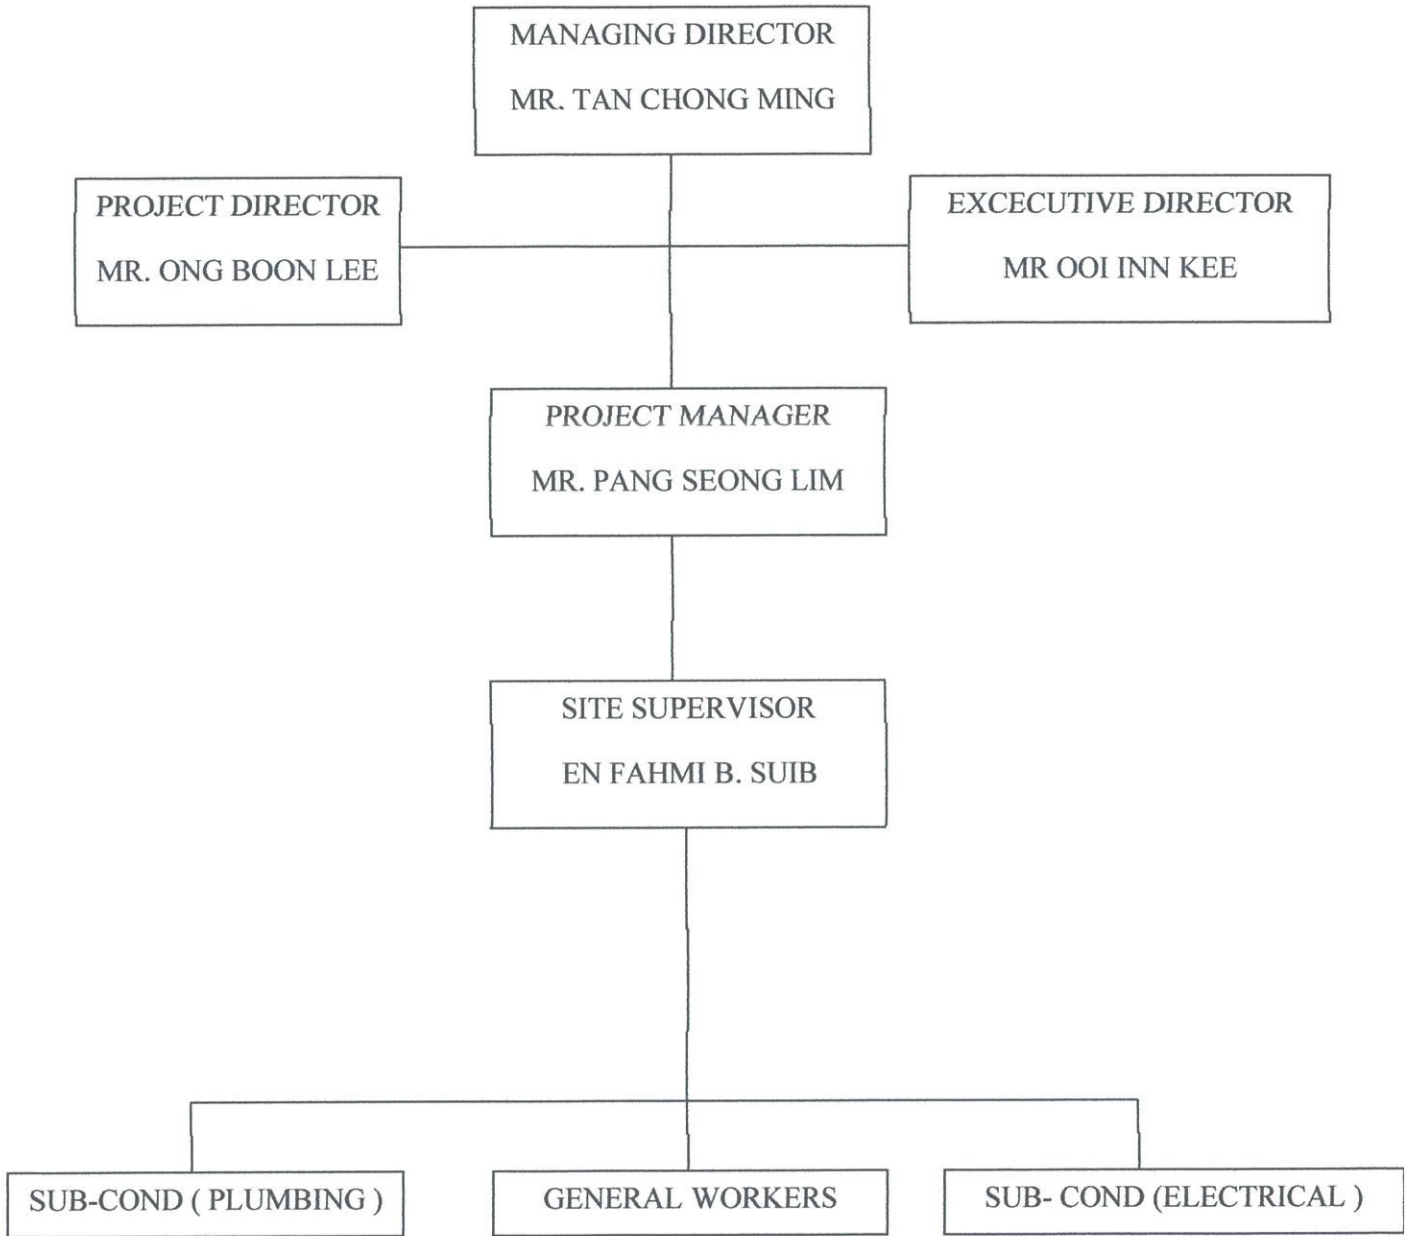 MANAGING DIRECTOR
MR. TAN CHONG MING
PROJECT DIRECTOR
MR. ONG BOON LEE
EXCECUTIVE DIRECTOR
MR OOI INN KEE
PROJECT MANAGER
MR. PANG SEONG LIM
SITE SUPERVISOR
EN FAHMI B. SUIB
SUB-COND ( PLUMBING )
GENERAL WORKERS
SUB- COND (ELECTRICAL )